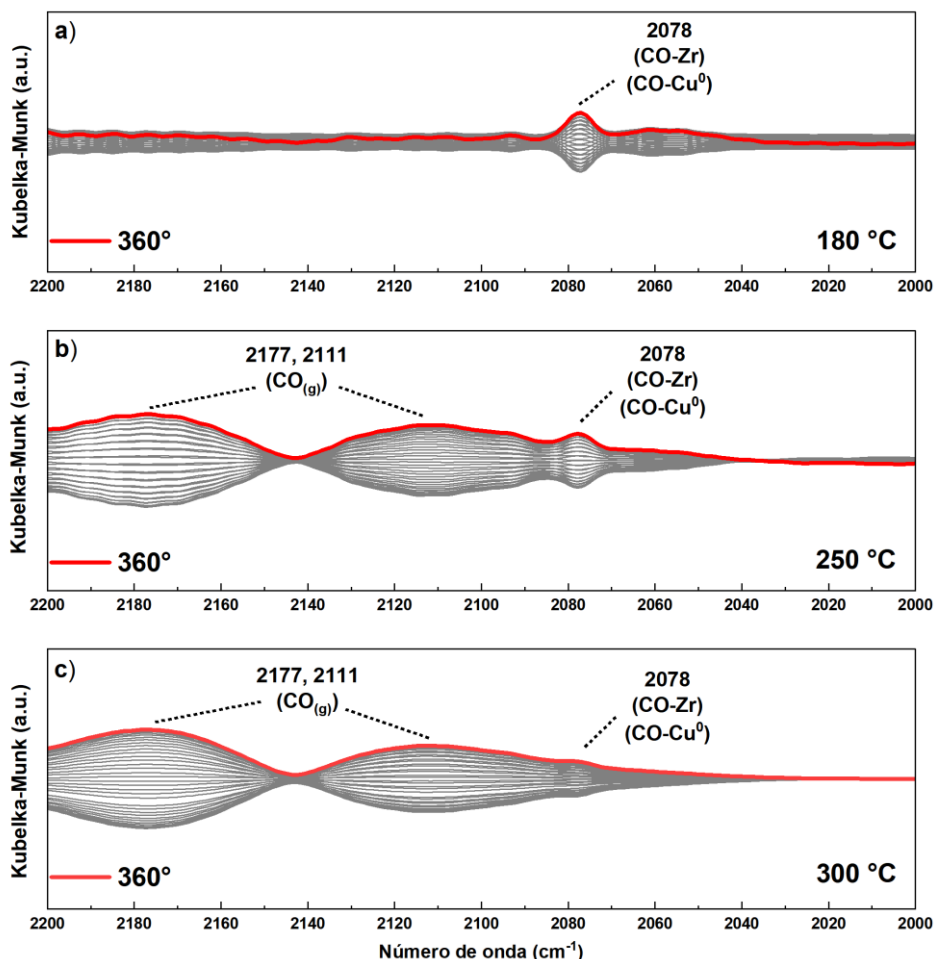 a)
2078
(CO-Zr)
(CO-Cu⁰)
Kubelka-Munk (a.u.)
360°
180 °C
2200 2180 2160 2140 2120 2100 2080 2060 2040 2020 2000
b)
2177, 2111
(CO(g))
2078
(CO-Zr)
(CO-Cu⁰)
Kubelka-Munk (a.u.)
360°
250 °C
2200 2180 2160 2140 2120 2100 2080 2060 2040 2020 2000
c)
2177, 2111
(CO(g))
2078
(CO-Zr)
(CO-Cu⁰)
Kubelka-Munk (a.u.)
360°
300 °C
2200 2180 2160 2140 2120 2100 2080 2060 2040 2020 2000
Número de onda (cm⁻¹)